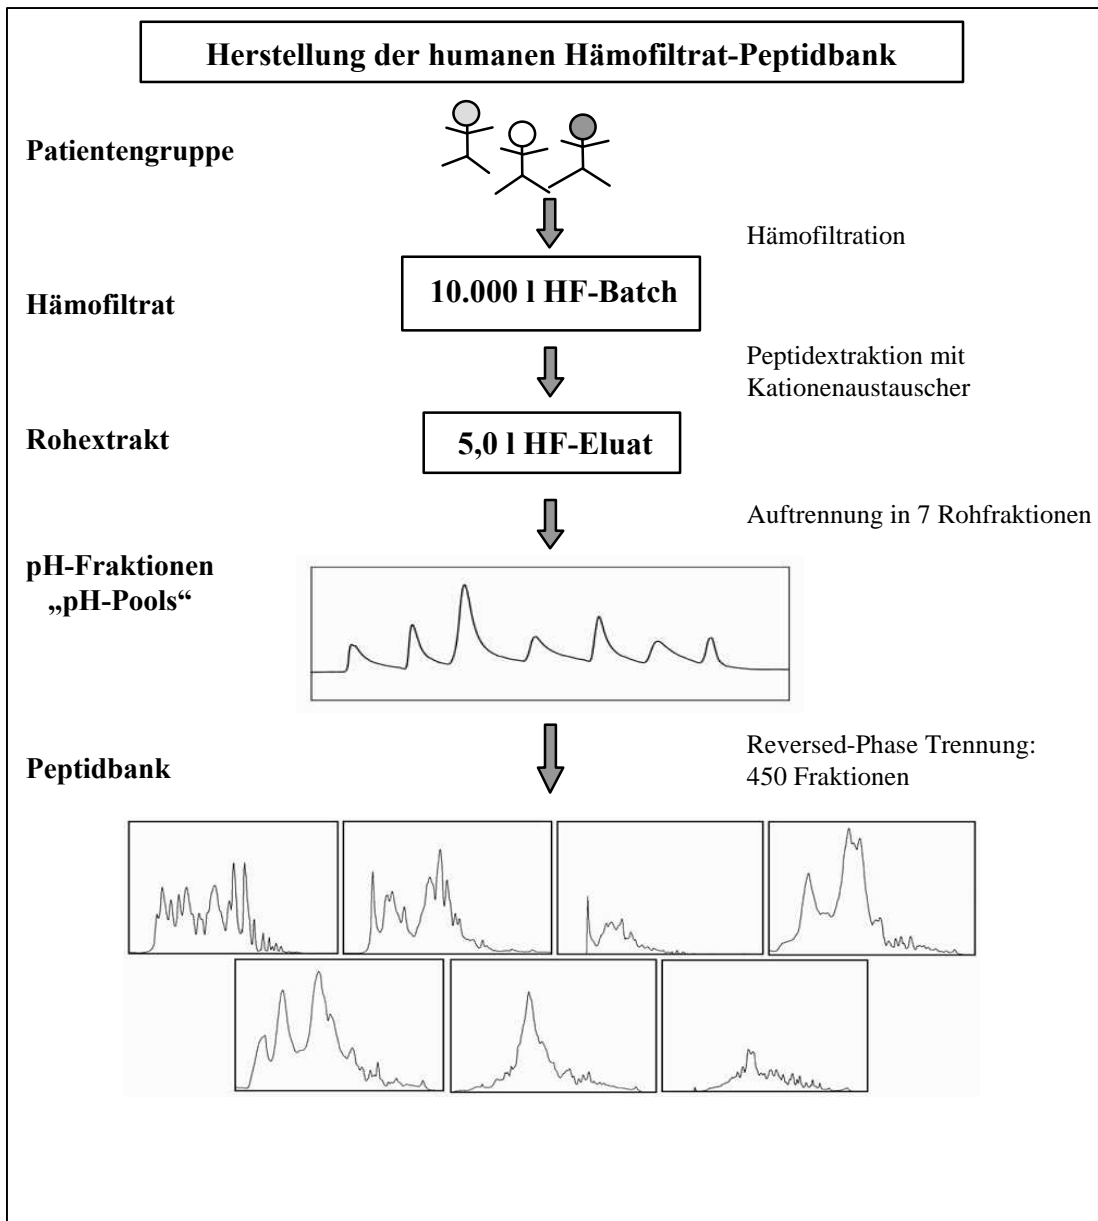 Herstellung der humanen Hämofiltrat-Peptidbank
Patientengruppe
Hämofiltration
Hämofiltrat
10.000 l HF-Batch
Peptidextraktion mit
Kationenaustauscher
Rohextrakt
5,0 l HF-Eluat
Auftrennung in 7 Rohfraktionen
pH-Fraktionen
„pH-Pools“
Reversed-Phase Trennung:
450 Fraktionen
Peptidbank